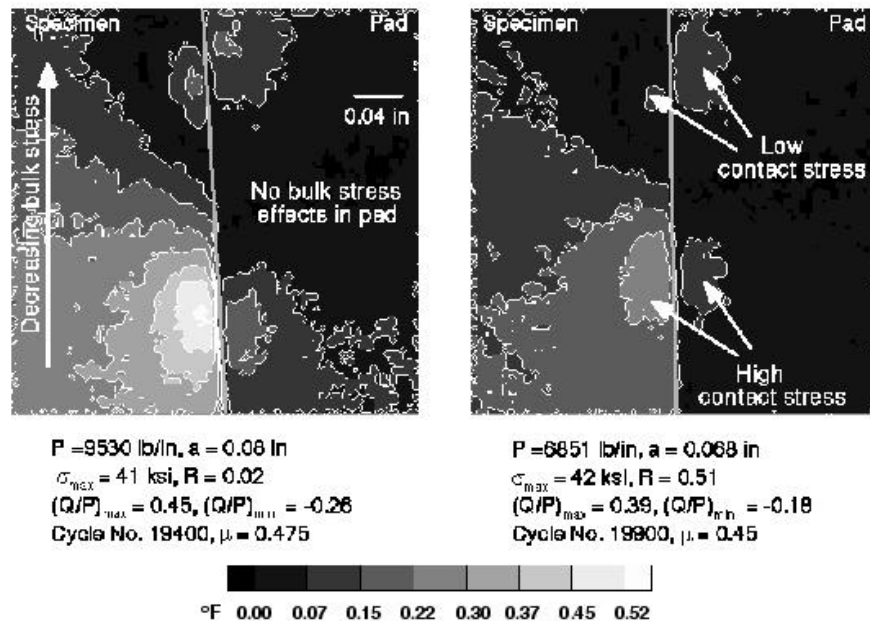 Specimen Pad
Decreasing bulk stress
0.04 in
No bulk stress
effects in pad
P =9530 lb/in, a = 0.08 in
σmax = 41 ksi, R = 0.02
(Q/P)max = 0.45, (Q/P)min = -0.26
Cycle No. 19400, μ = 0.475
Specimen Pad
Low
contact stress
High
contact stress
P =6851 lb/in, a = 0.068 in
σmax = 42 ksi, R = 0.51
(Q/P)max = 0.39, (Q/P)min = -0.18
Cycle No. 19900, μ = 0.45
°F 0.00 0.07 0.15 0.22 0.30 0.37 0.45 0.52